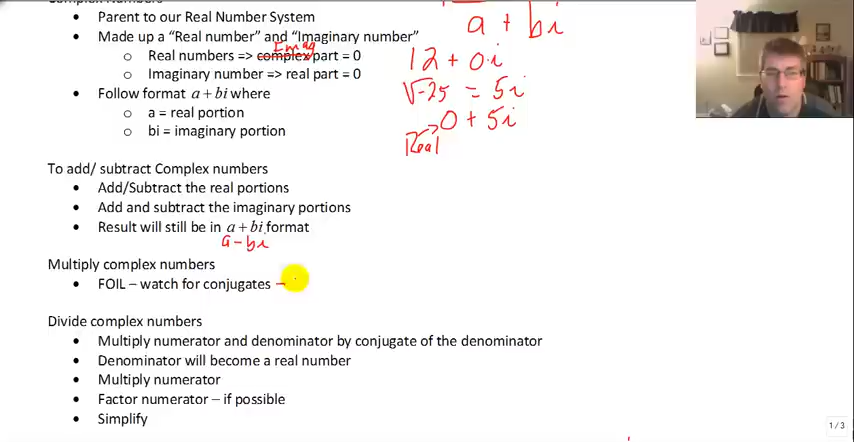 Complex Numbers
• Parent to our Real Number System
• Made up a “Real number” and “Imaginary number”
Imag
o Real numbers => complex part = 0
o Imaginary number => real part = 0
• Follow format a + bi where
o a = real portion
o bi = imaginary portion
a + bi
12 + 0·i
√-25 = 5i
0 + 5i
Real
To add/ subtract Complex numbers
• Add/Subtract the real portions
• Add and subtract the imaginary portions
• Result will still be in a + bi format
a - bi
Multiply complex numbers
• FOIL – watch for conjugates –
Divide complex numbers
• Multiply numerator and denominator by conjugate of the denominator
• Denominator will become a real number
• Multiply numerator
• Factor numerator – if possible
• Simplify
1 / 3